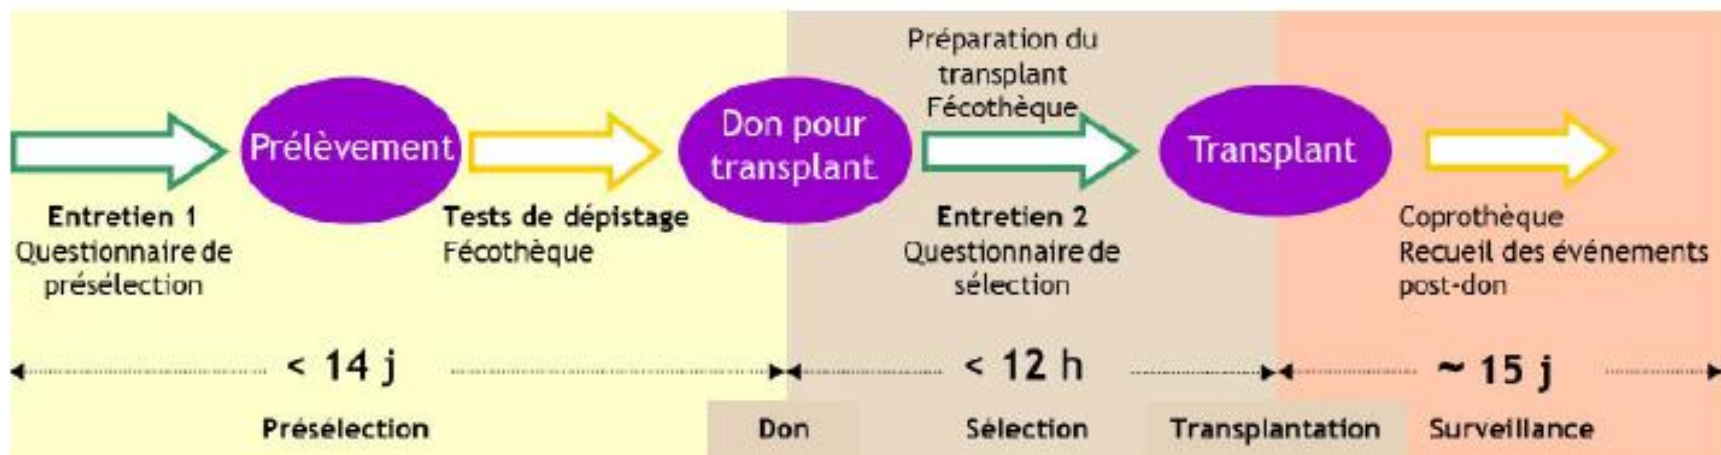 Préparation du
transplant
Fécothèque
Prélèvement
Don pour
transplant
Transplant
Entretien 1
Questionnaire de
présélection
Tests de dépistage
Fécothèque
Entretien 2
Questionnaire de
sélection
Coprothèque
Recueil des événements
post-don
< 14 j
< 12 h
~ 15 j
Présélection
Don
Sélection
Transplantation
Surveillance